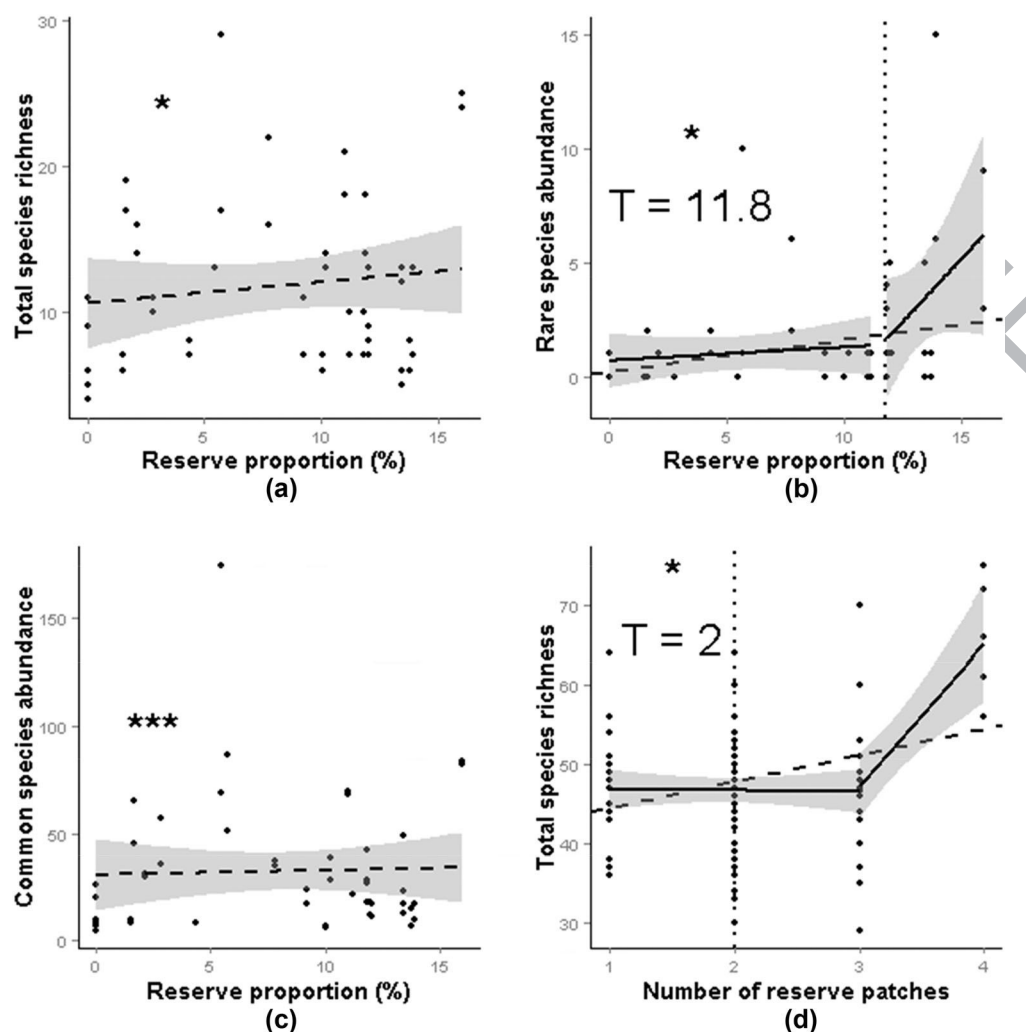 Total species richness
30
20
10
*
0
5
10
15
Reserve proportion (%)
(a)
Rare species abundance
15
10
5
0
*
T = 11.8
0
5
10
15
Reserve proportion (%)
(b)
Common species abundance
150
100
50
0
***
0
5
10
15
Reserve proportion (%)
(c)
Total species richness
70
60
50
40
30
*
T = 2
1
2
3
4
Number of reserve patches
(d)